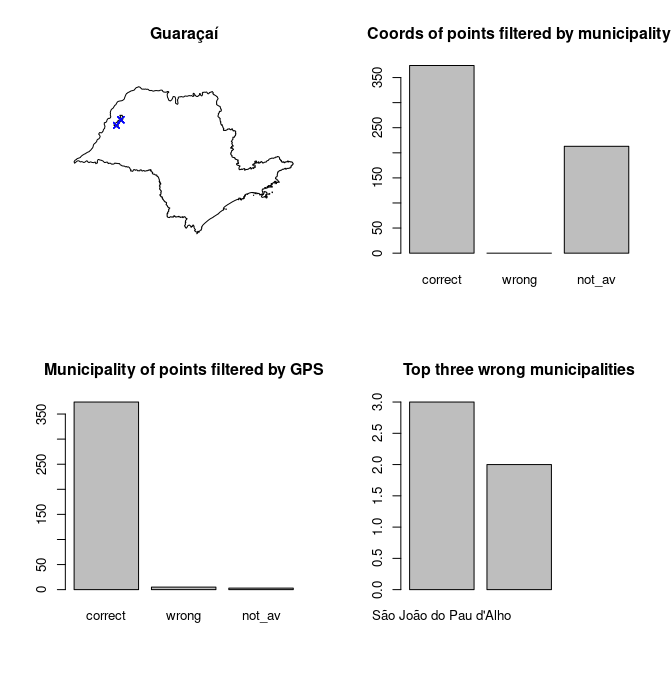 Guaraçaí
Coords of points filtered by municipality
350
250
150
50
0
correct wrong not_av
Municipality of points filtered by GPS
350
250
150
50
0
correct wrong not_av
Top three wrong municipalities
3.0
2.5
2.0
1.5
1.0
0.5
0.0
São João do Pau d'Alho